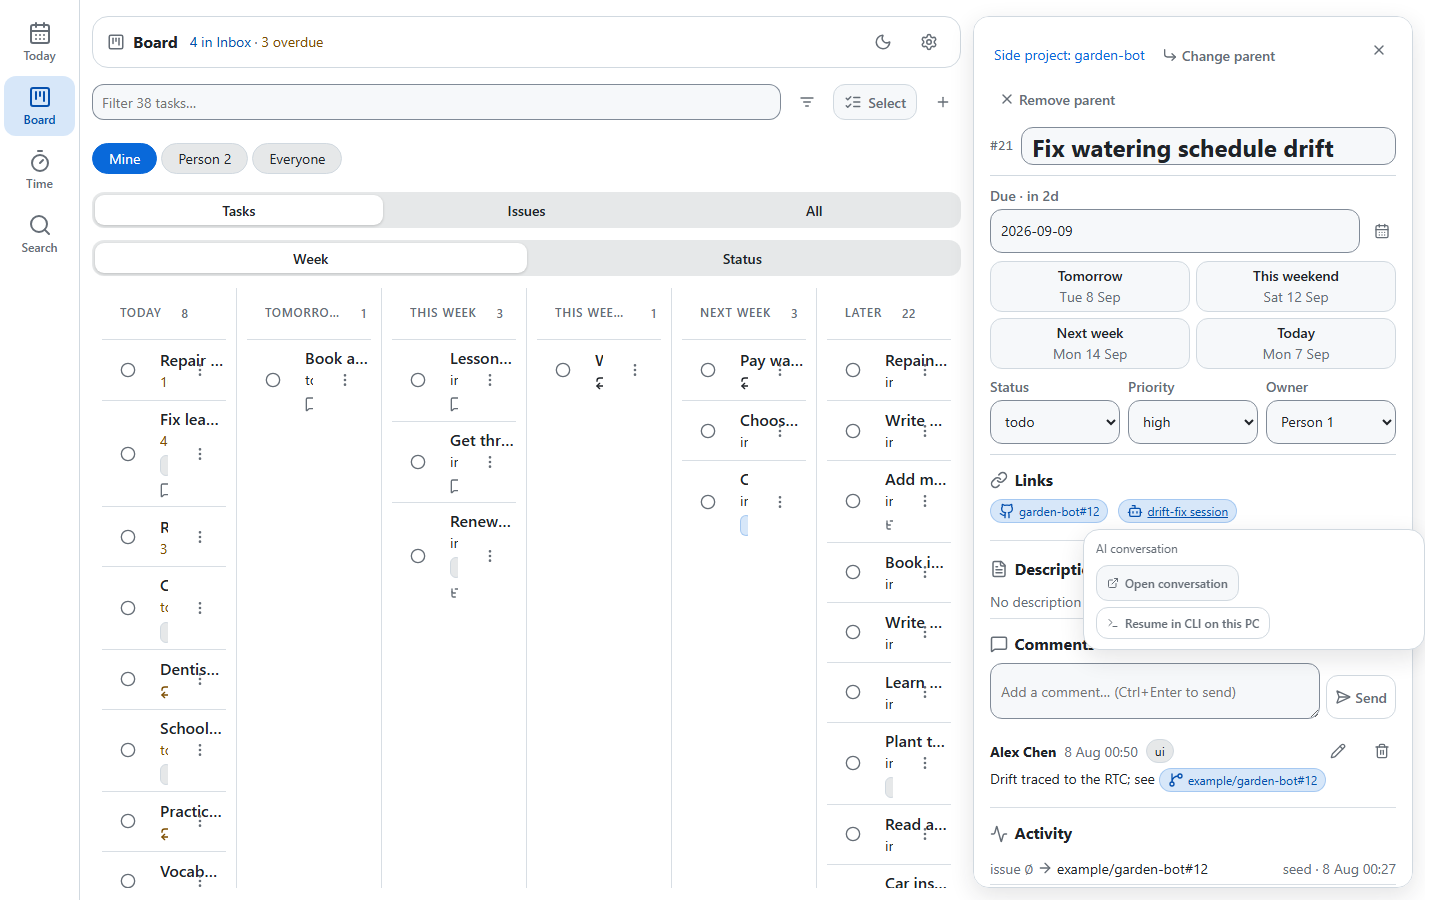 Today
Board
Time
Search
Board
4 in Inbox · 3 overdue
Filter 38 tasks...
Select
Mine
Person 2
Everyone
Tasks
Issues
All
Week
Status
TODAY 8
Repair ...
1
Fix lea...
4
R
3
C
Dentis...
School...
Practic...
Vocab...
TOMORRO... 1
Book a...
THIS WEEK 3
Lesson...
Get thr...
Renew...
THIS WEE... 1
NEXT WEEK 3
Pay wa...
Choos...
C
LATER 22
Repain...
Write ...
Add m...
Book i...
Write ...
Learn ...
Plant t...
Read a...
Car ins...
Side project: garden-bot
Change parent
Remove parent
#21
Fix watering schedule drift
Due · in 2d
2026-09-09
Tomorrow
Tue 8 Sep
This weekend
Sat 12 Sep
Next week
Mon 14 Sep
Today
Mon 7 Sep
Status
Priority
Owner
todo
high
Person 1
Links
garden-bot#12
drift-fix session
AI conversation
Open conversation
Resume in CLI on this PC
Descripti
No description
Comments
Add a comment... (Ctrl+Enter to send)
Send
Alex Chen 8 Aug 00:50 ui
Drift traced to the RTC; see example/garden-bot#12
Activity
issue ∅ → example/garden-bot#12
seed · 8 Aug 00:27